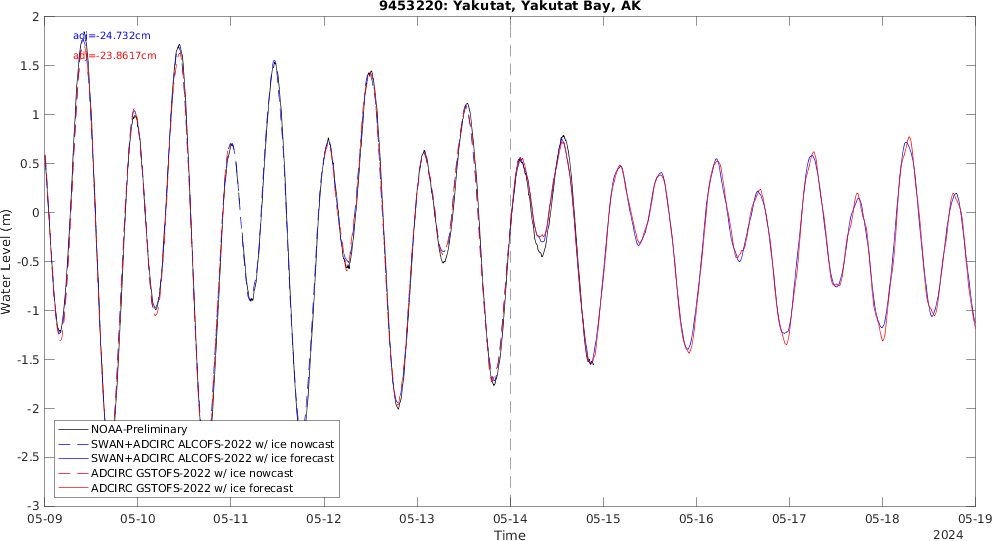 9453220: Yakutat, Yakutat Bay, AK
adj=-24.732cm
adj=-23.8617cm
Water Level (m)
2
1.5
1
0.5
0
-0.5
-1
-1.5
-2
-2.5
-3
NOAA-Preliminary
SWAN+ADCIRC ALCOFS-2022 w/ ice nowcast
SWAN+ADCIRC ALCOFS-2022 w/ ice forecast
ADCIRC GSTOFS-2022 w/ ice nowcast
ADCIRC GSTOFS-2022 w/ ice forecast
05-09 05-10 05-11 05-12 05-13 05-14 05-15 05-16 05-17 05-18 05-19
Time
2024